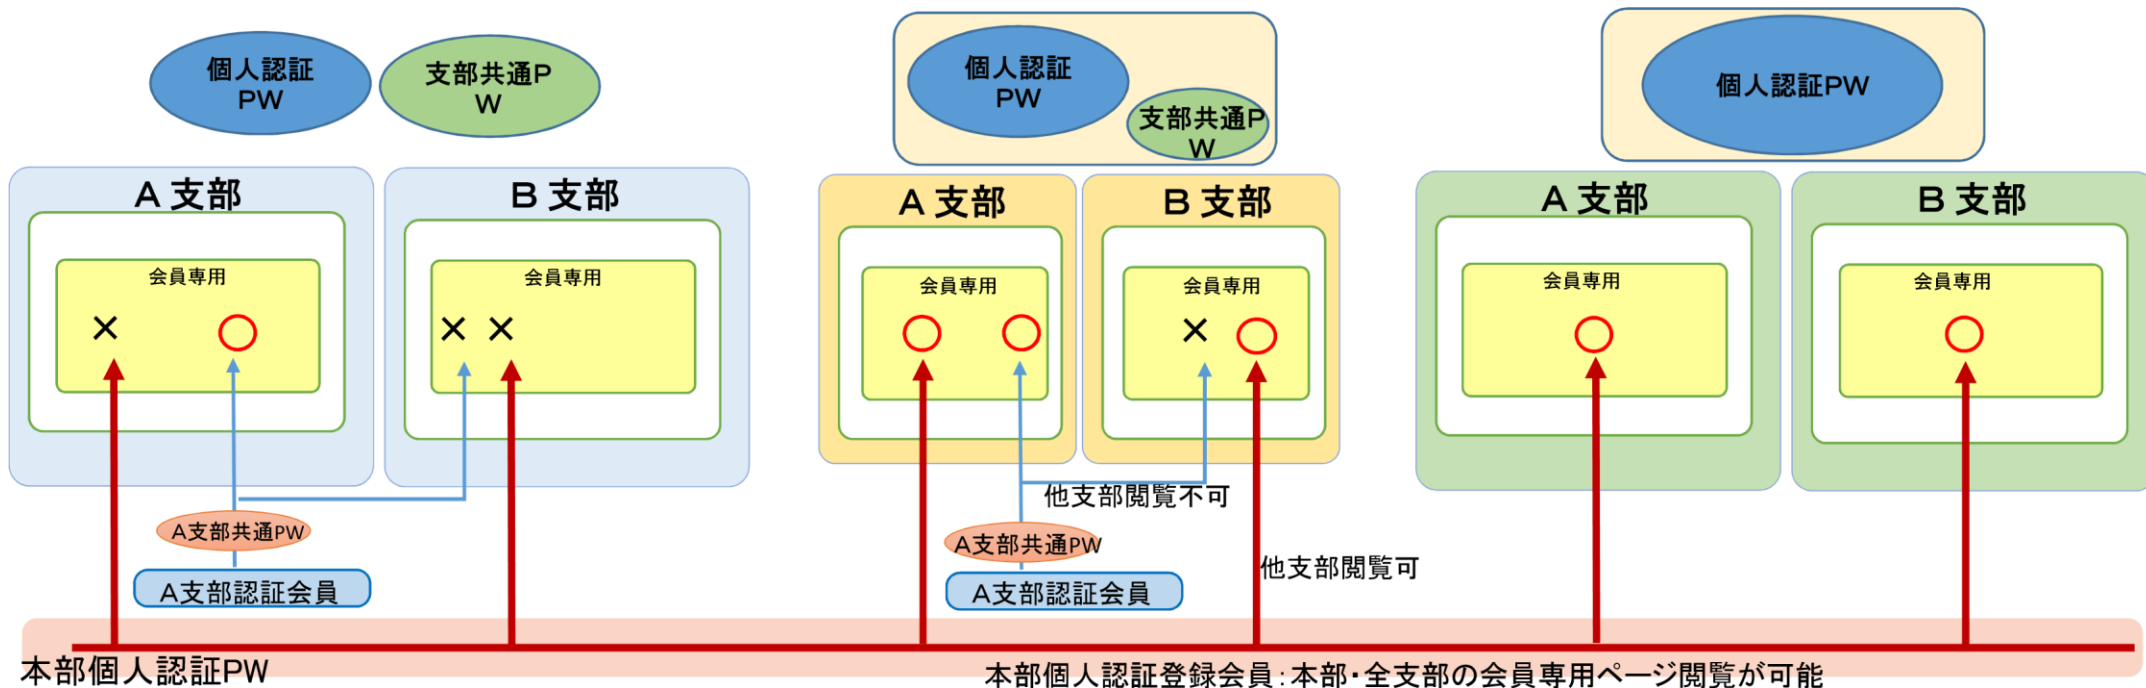 個人認証
PW
支部共通P
W
A 支部
会員専用
×
○
B 支部
会員専用
× ×
A支部共通PW
A支部認証会員
個人認証
PW
支部共通P
W
A 支部
会員専用
○ ○
B 支部
会員専用
× ○
他支部閲覧不可
A支部共通PW
A支部認証会員
他支部閲覧可
個人認証PW
A 支部
会員専用
○
B 支部
会員専用
○
本部個人認証PW
本部個人認証登録会員：本部・全支部の会員専用ページ閲覧が可能